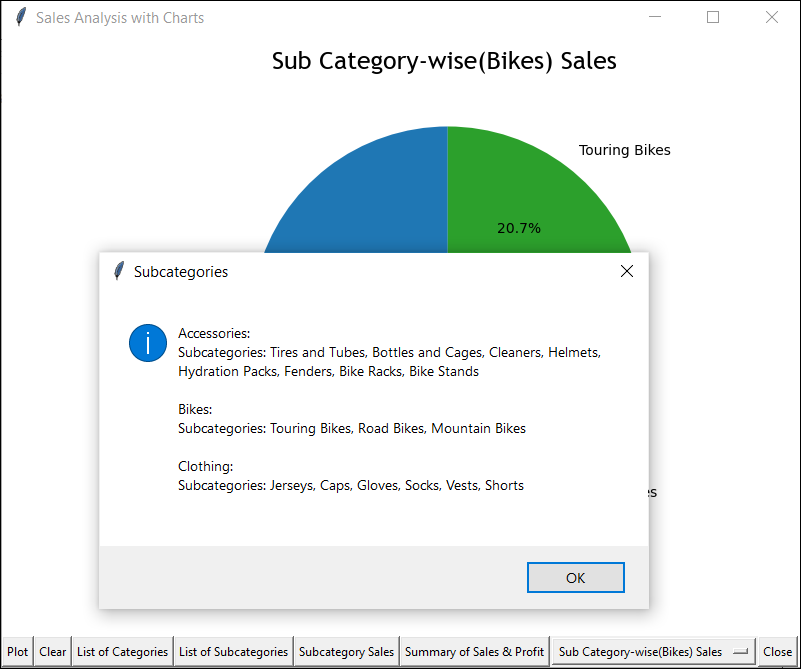 Sales Analysis with Charts
Sub Category-wise(Bikes) Sales
Touring Bikes
20.7%
Subcategories
Accessories:
Subcategories: Tires and Tubes, Bottles and Cages, Cleaners, Helmets,
Hydration Packs, Fenders, Bike Racks, Bike Stands
Bikes:
Subcategories: Touring Bikes, Road Bikes, Mountain Bikes
Clothing:
Subcategories: Jerseys, Caps, Gloves, Socks, Vests, Shorts
OK
Plot Clear List of Categories List of Subcategories Subcategory Sales Summary of Sales & Profit Sub Category-wise(Bikes) Sales Close